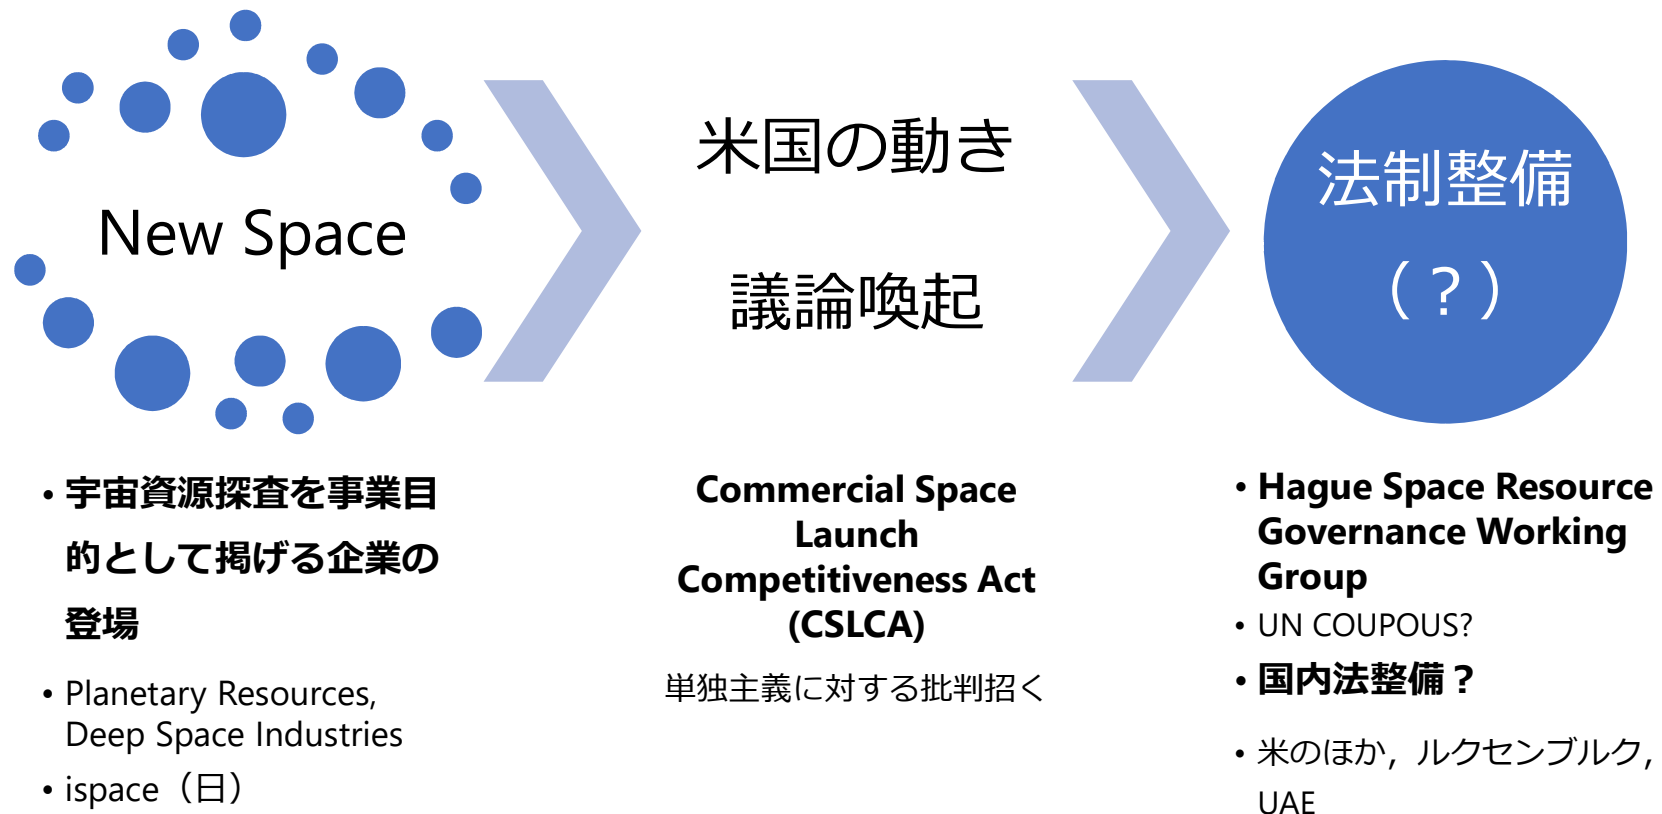 New Space
• 宇宙資源探査を事業目
的として掲げる企業の
登場
• Planetary Resources,
Deep Space Industries
• ispace（日）
米国の動き
議論喚起
Commercial Space
Launch
Competitiveness Act
(CSLCA)
単独主義に対する批判招く
法制整備
（？）
• Hague Space Resource
Governance Working
Group
• UN COUPOUS?
• 国内法整備？
• 米のほか，ルクセンブルク，
UAE